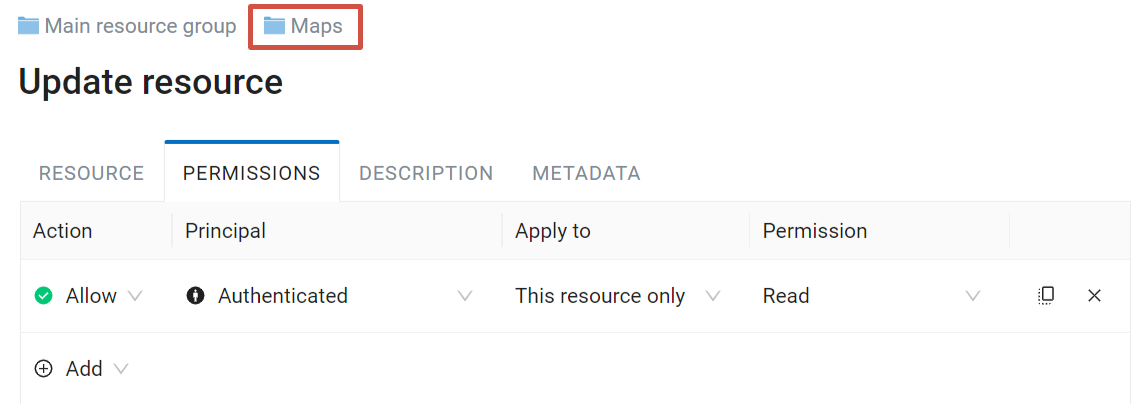 Main resource group Maps
Update resource
RESOURCE PERMISSIONS DESCRIPTION METADATA
Action Principal Apply to Permission
Allow Authenticated This resource only Read
Add